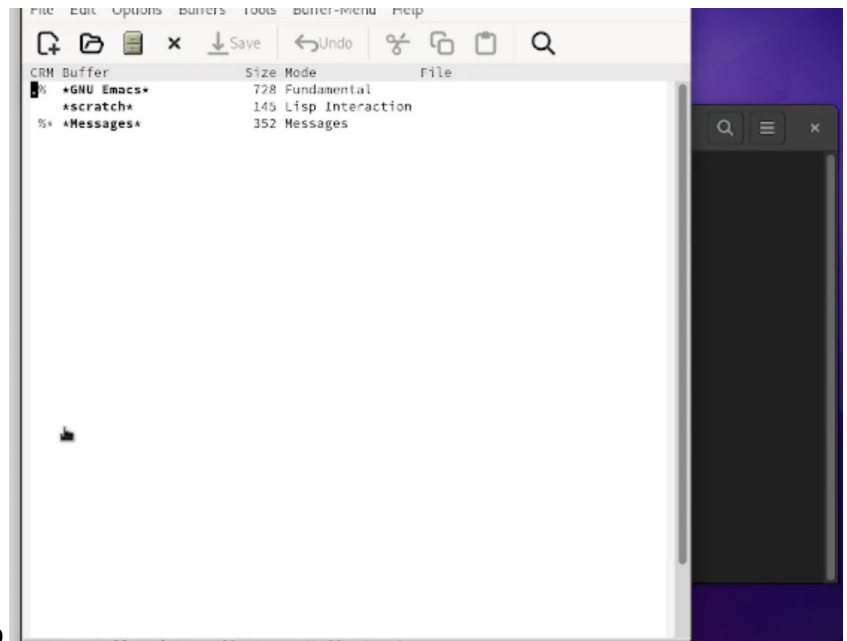 File Edit Options Buffers Tools Buffer-Menu Help
Save Undo
CRM Buffer Size Mode File
.% *GNU Emacs* 728 Fundamental
*scratch* 145 Lisp Interaction
%* *Messages* 352 Messages